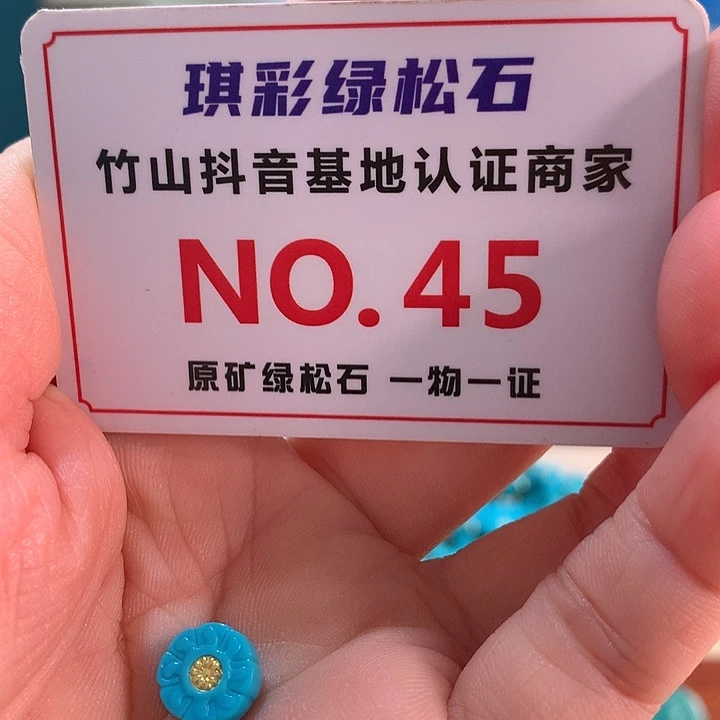 琪彩绿松石
竹山抖音基地认证商家
NO.45
原矿绿松石 一物一证